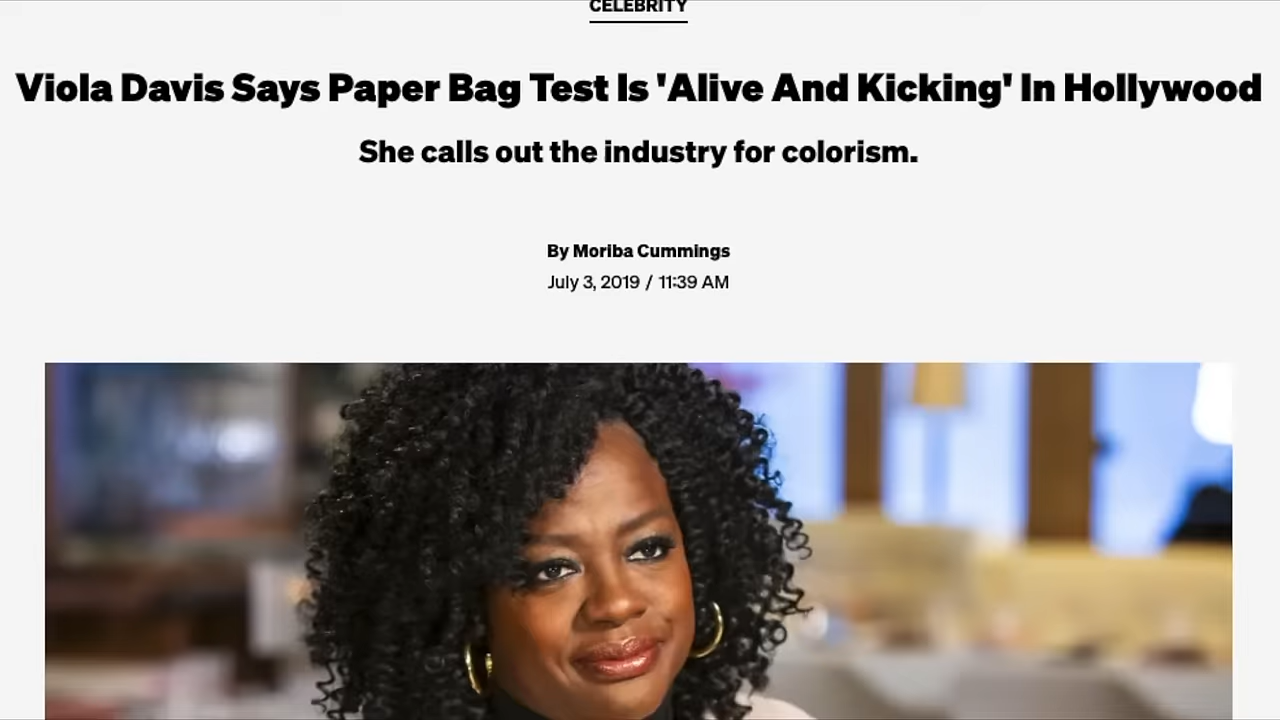 CELEBRITY
Viola Davis Says Paper Bag Test Is 'Alive And Kicking' In Hollywood
She calls out the industry for colorism.
By Moriba Cummings
July 3, 2019 / 11:39 AM